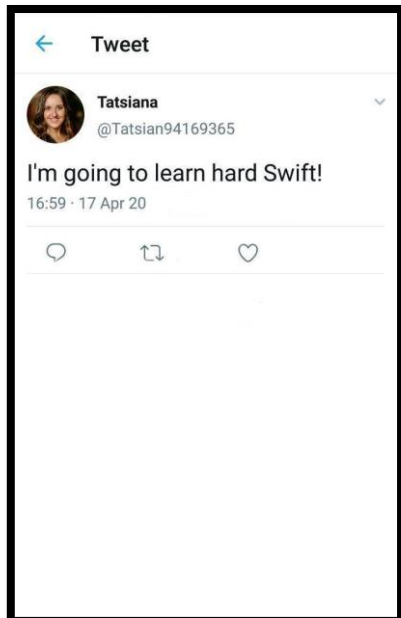 Tweet
Tatsiana
@Tatsian94169365
I'm going to learn hard Swift!
16:59 · 17 Apr 20